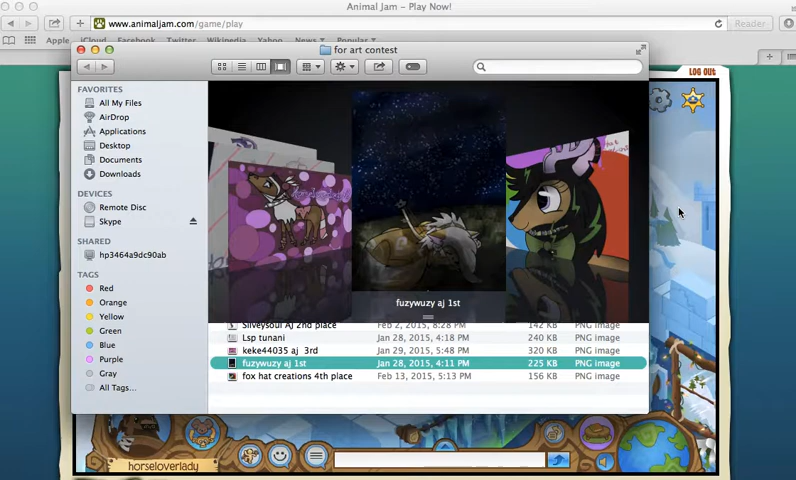 Animal Jam - Play Now!
www.animaljam.com/game/play
Reader
Apple iCloud Facebook Twitter Wikipedia Yahoo News Popular
for art contest
LOG OUT
FAVORITES
All My Files
AirDrop
Applications
Desktop
Documents
Downloads
DEVICES
Remote Disc
Skype
SHARED
hp3464a9dc90ab
TAGS
Red
Orange
Yellow
Green
Blue
Purple
Gray
All Tags...
fuzywuzy aj 1st
Silveysoul AJ 2nd place Feb 2, 2015, 8:28 PM 142 KB PNG image
Lsp tunani Jan 28, 2015, 4:18 PM 240 KB PNG image
keke44035 aj 3rd Jan 29, 2015, 5:48 PM 320 KB PNG image
fuzywuzy aj 1st Jan 28, 2015, 4:11 PM 225 KB PNG image
fox hat creations 4th place Feb 13, 2015, 5:13 PM 156 KB PNG image
horseloverlady